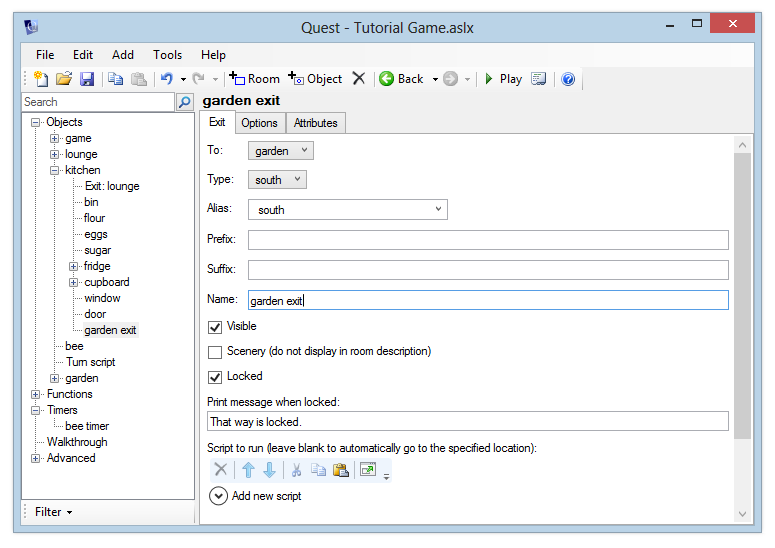 Quest - Tutorial Game.aslx
File Edit Add Tools Help
Room Object Back Play
Search
Objects
game
lounge
kitchen
Exit: lounge
bin
flour
eggs
sugar
fridge
cupboard
window
door
garden exit
bee
Turn script
garden
Functions
Timers
bee timer
Walkthrough
Advanced
Filter
garden exit
Exit Options Attributes
To: garden
Type: south
Alias: south
Prefix:
Suffix:
Name: garden exit
Visible
Scenery (do not display in room description)
Locked
Print message when locked:
That way is locked.
Script to run (leave blank to automatically go to the specified location):
Add new script